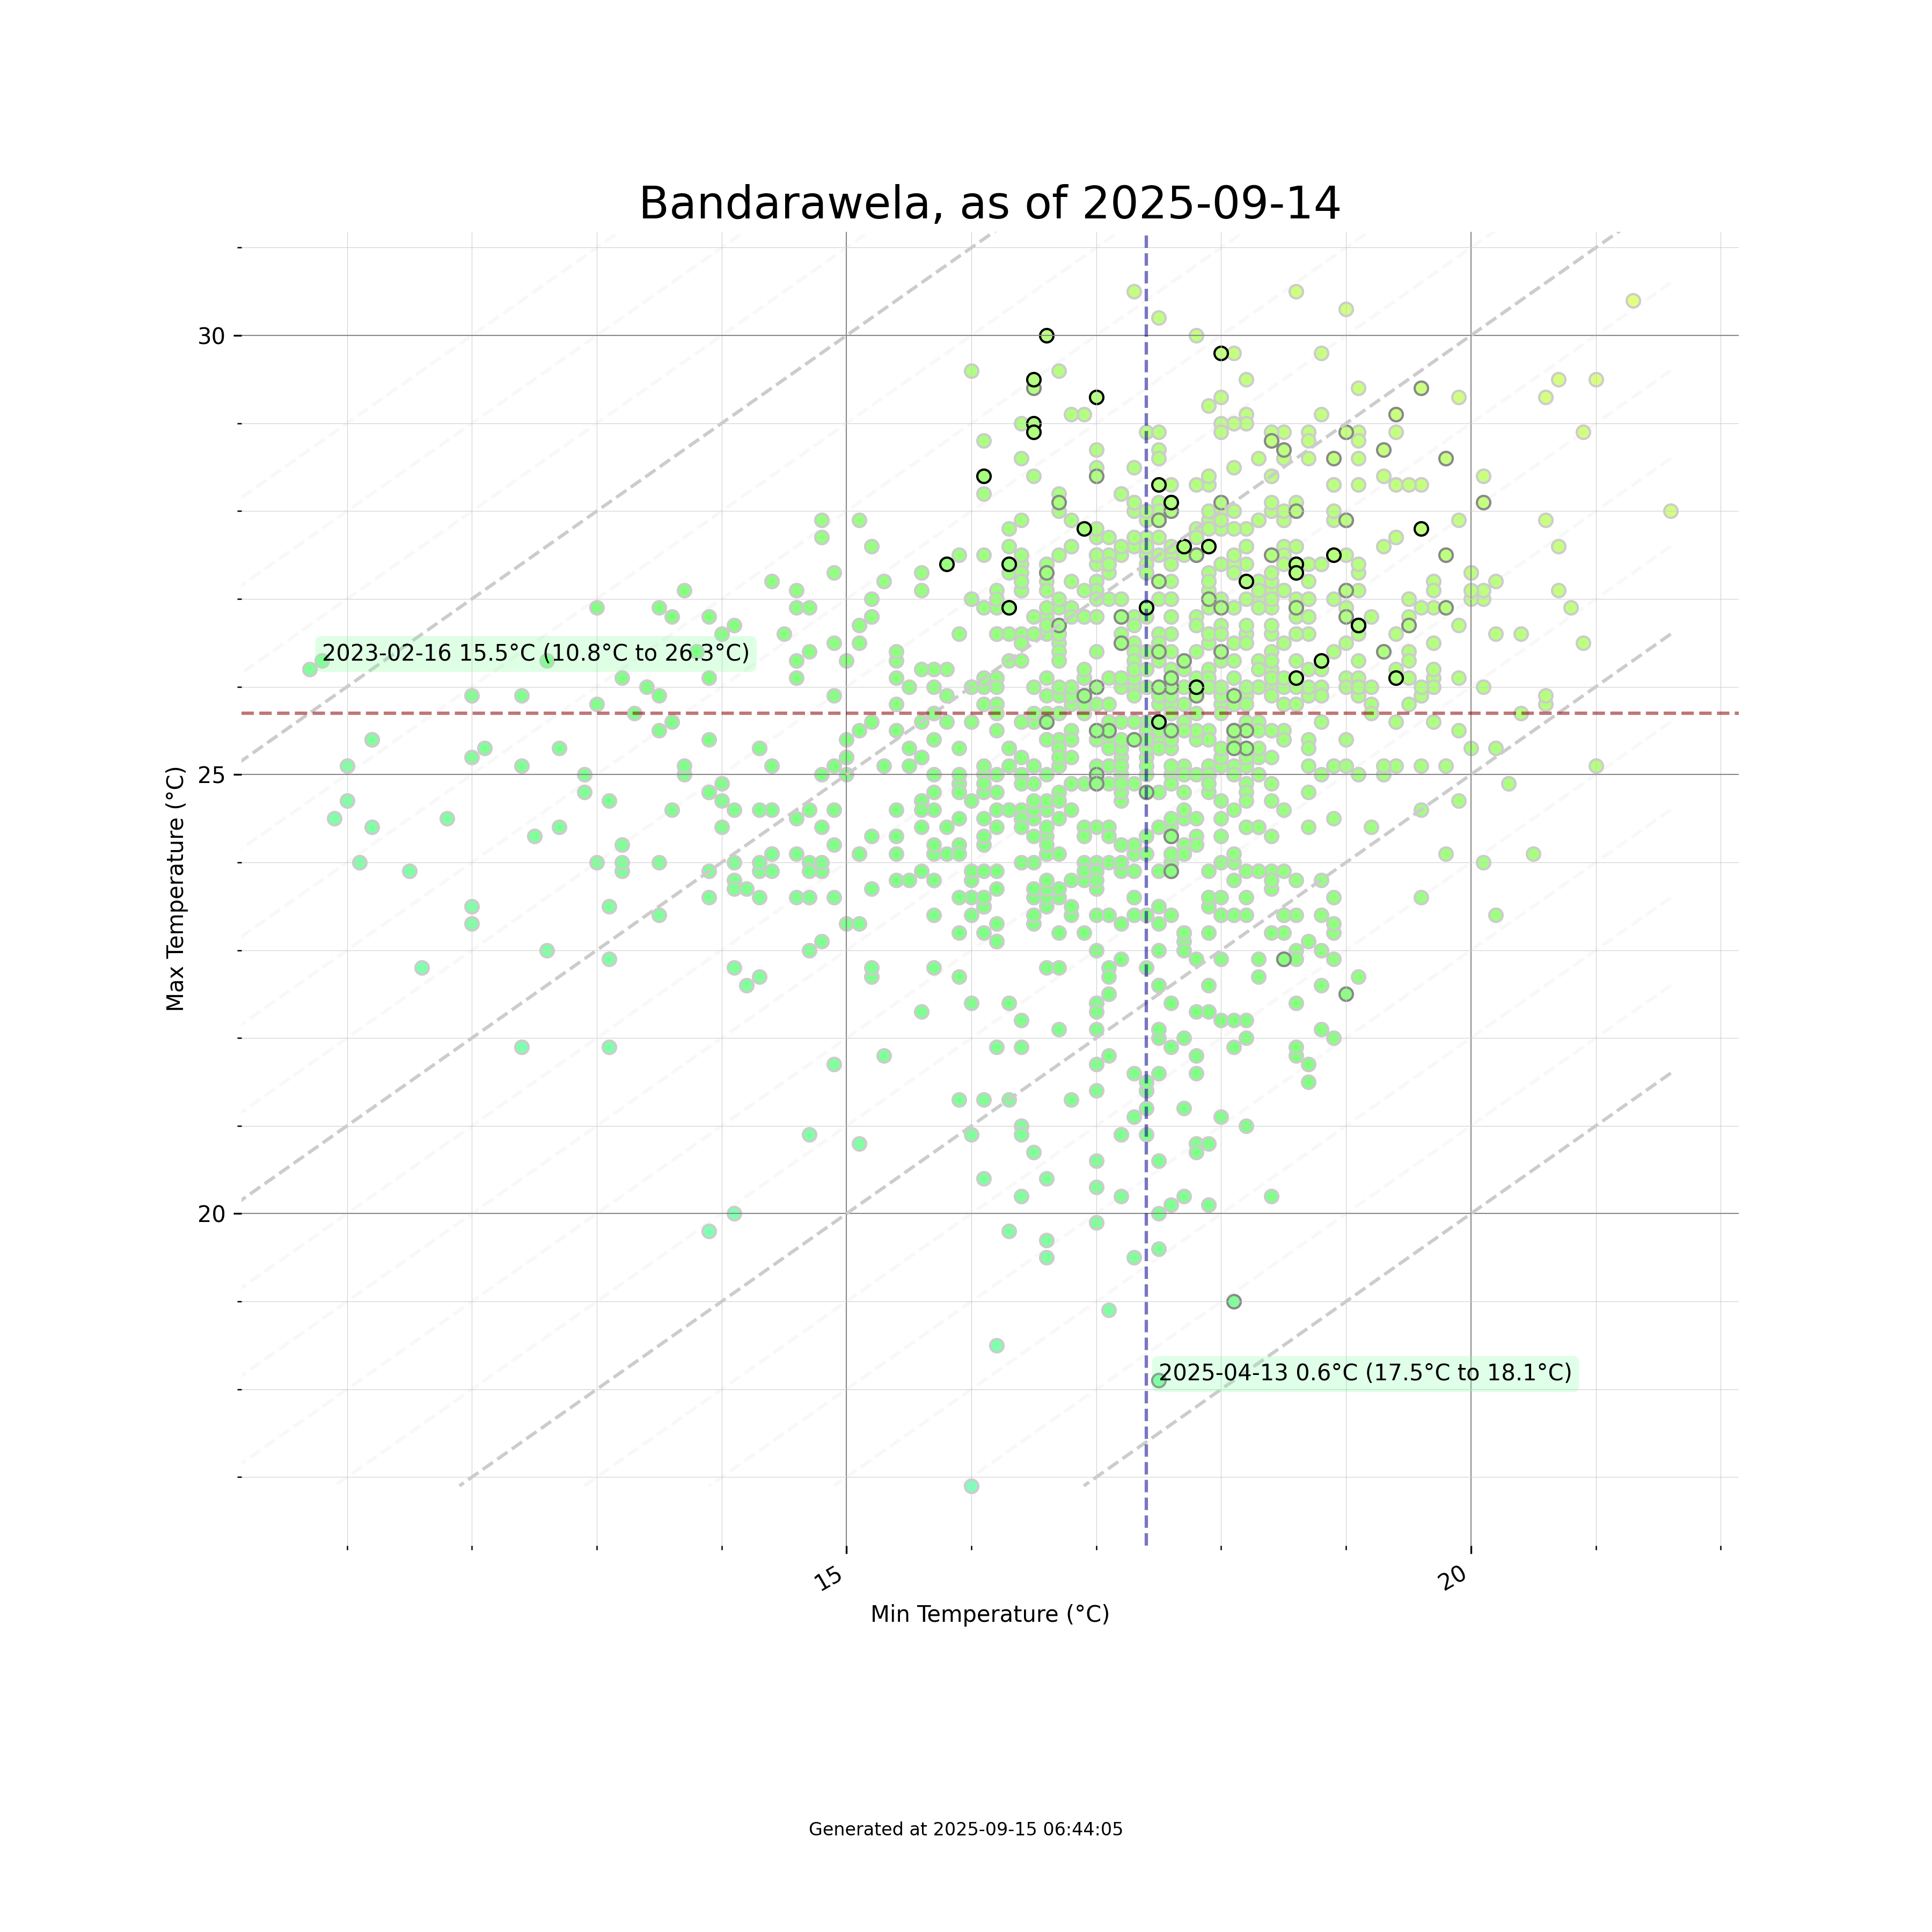 Bandarawela, as of 2025-09-14
30
2023-02-16 15.5°C (10.8°C to 26.3°C)
25
Max Temperature (°C)
20
2025-04-13 0.6°C (17.5°C to 18.1°C)
15
20
Min Temperature (°C)
Generated at 2025-09-15 06:44:05